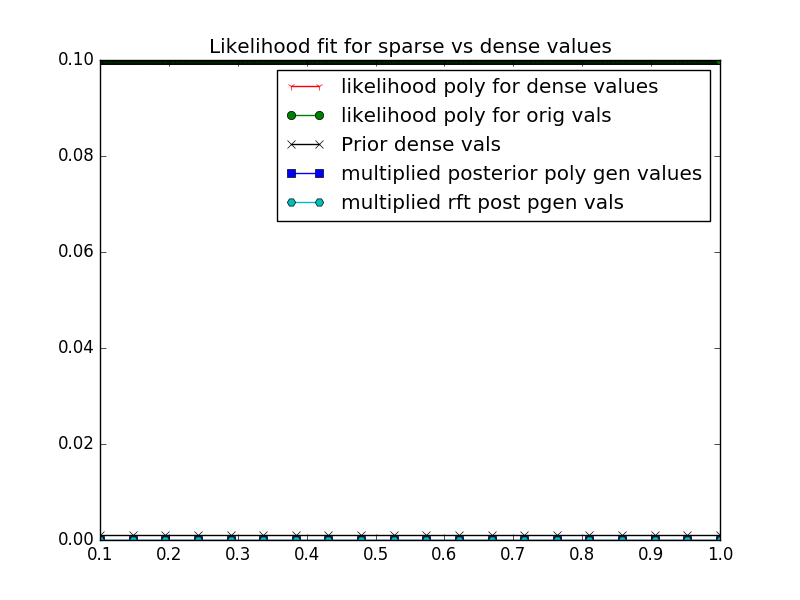 Likelihood fit for sparse vs dense values
0.10
0.08
0.06
0.04
0.02
0.00
likelihood poly for dense values
likelihood poly for orig vals
Prior dense vals
multiplied posterior poly gen values
multiplied rft post pgen vals
0.1 0.2 0.3 0.4 0.5 0.6 0.7 0.8 0.9 1.0